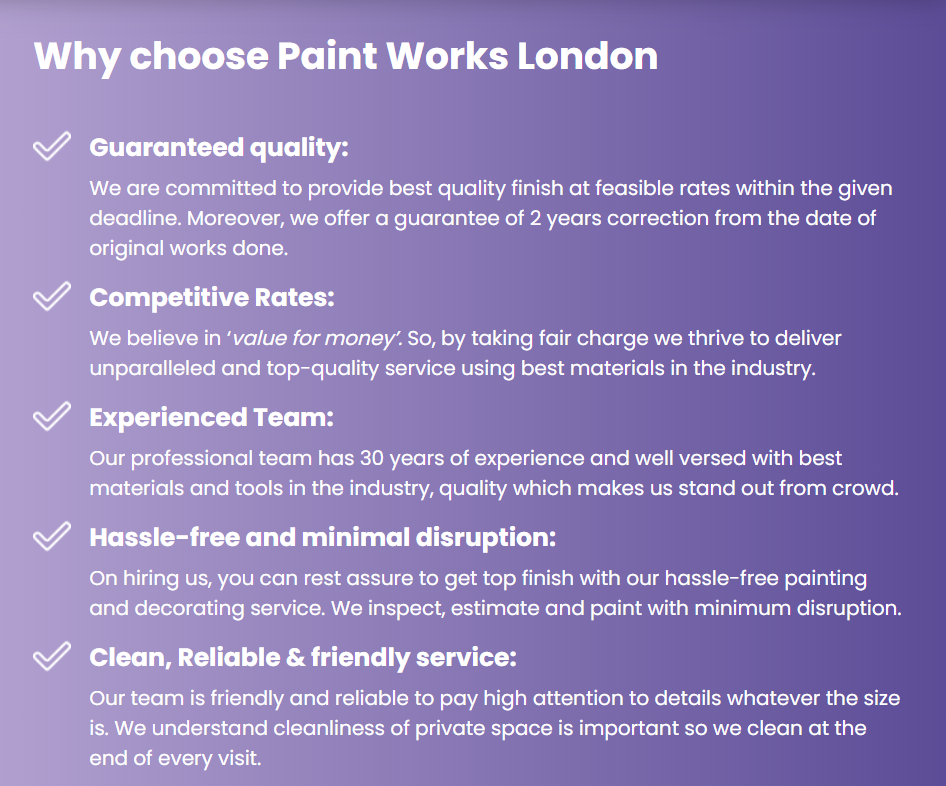 Why choose Paint Works London
Guaranteed quality:
We are committed to provide best quality finish at feasible rates within the given
deadline. Moreover, we offer a guarantee of 2 years correction from the date of
original works done.
Competitive Rates:
We believe in ‘value for money’. So, by taking fair charge we thrive to deliver
unparalleled and top-quality service using best materials in the industry.
Experienced Team:
Our professional team has 30 years of experience and well versed with best
materials and tools in the industry, quality which makes us stand out from crowd.
Hassle-free and minimal disruption:
On hiring us, you can rest assure to get top finish with our hassle-free painting
and decorating service. We inspect, estimate and paint with minimum disruption.
Clean, Reliable & friendly service:
Our team is friendly and reliable to pay high attention to details whatever the size
is. We understand cleanliness of private space is important so we clean at the
end of every visit.